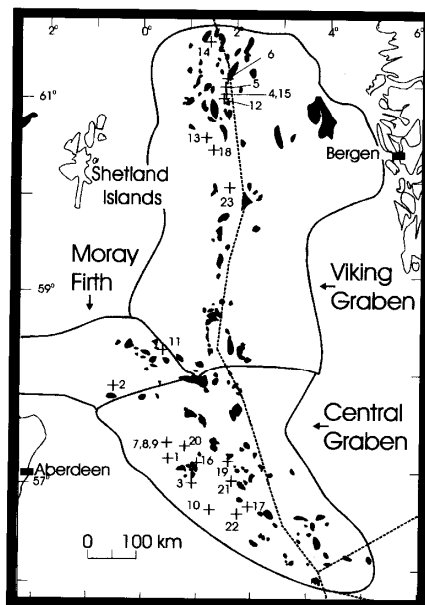 2° 0° 2° 4° 6°
14
6
5
4,15
12
61°
13
18
Bergen
Shetland
Islands
23
Moray
Firth
59°
Viking
Graben
11
2
Central
Graben
7,8,9
20
1
16
19
Aberdeen
57°
3
21
10
17
22
0 100 km